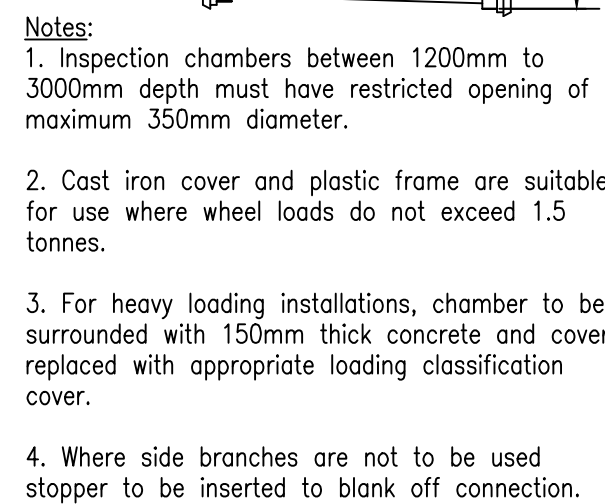 Notes:
1. Inspection chambers between 1200mm to
3000mm depth must have restricted opening of
maximum 350mm diameter.
2. Cast iron cover and plastic frame are suitable
for use where wheel loads do not exceed 1.5
tonnes.
3. For heavy loading installations, chamber to be
surrounded with 150mm thick concrete and cover
replaced with appropriate loading classification
cover.
4. Where side branches are not to be used
stopper to be inserted to blank off connection.